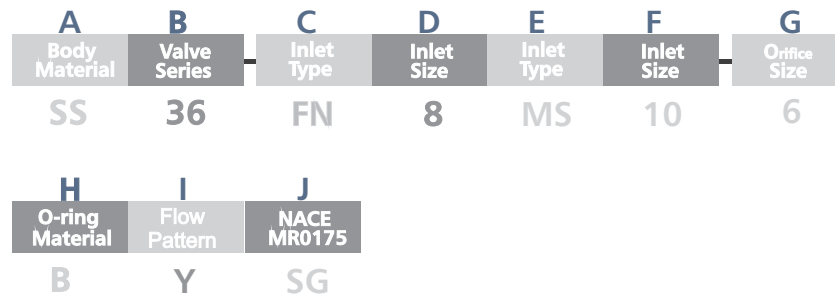 A B C D E F G
Body Material Valve Series - Inlet Type Inlet Size Inlet Type Inlet Size - Orifice Size
SS 36 FN 8 MS 10 6
H I J
O-ring Material Flow Pattern NACE MR0175
B Y SG